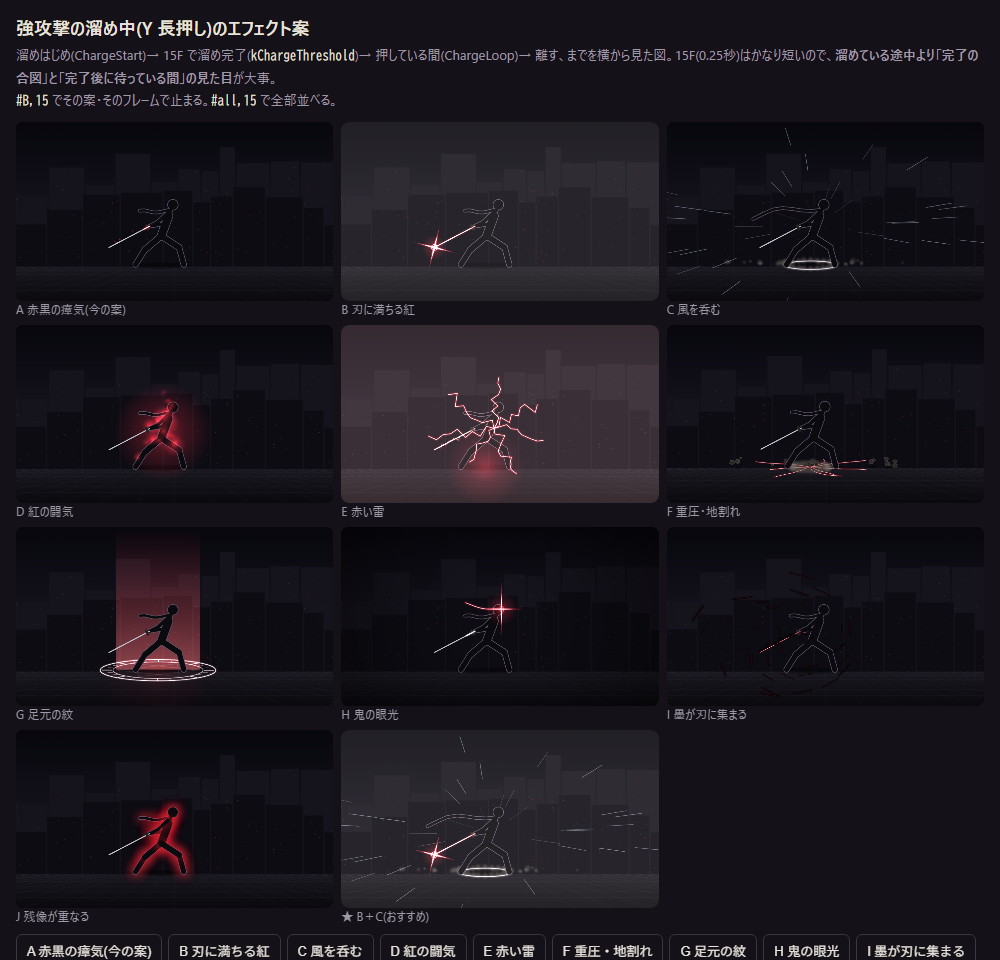 強攻撃の溜め中(Y 長押し)のエフェクト案
溜めはじめ(ChargeStart)→ 15F で溜め完了(kChargeThreshold)→ 押している間(ChargeLoop)→ 離す、までを横から見た図。15F(0.25秒)はかなり短いので、溜めている途中より「完了の
合図」と「完了後に待っている間」の見た目が大事。
#B,15 でその案・そのフレームで止まる。#all,15 で全部並べる。
A 赤黒の瘴気(今の案)
B 刃に満ちる紅
C 風を呑む
D 紅の闘気
E 赤い雷
F 重圧・地割れ
G 足元の紋
H 鬼の眼光
I 墨が刃に集まる
J 残像が重なる
★ B+C(おすすめ)
A 赤黒の瘴気(今の案)
B 刃に満ちる紅
C 風を呑む
D 紅の闘気
E 赤い雷
F 重圧・地割れ
G 足元の紋
H 鬼の眼光
I 墨が刃に集まる